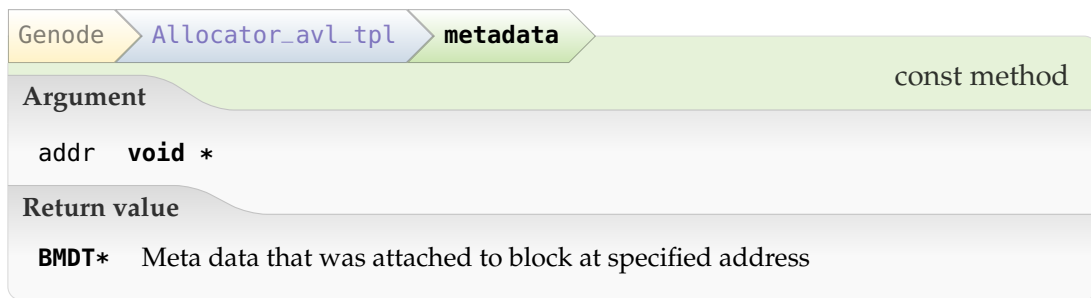 Genode Allocator_avl_tpl metadata
const method
Argument
addr void *
Return value
BMDT* Meta data that was attached to block at specified address